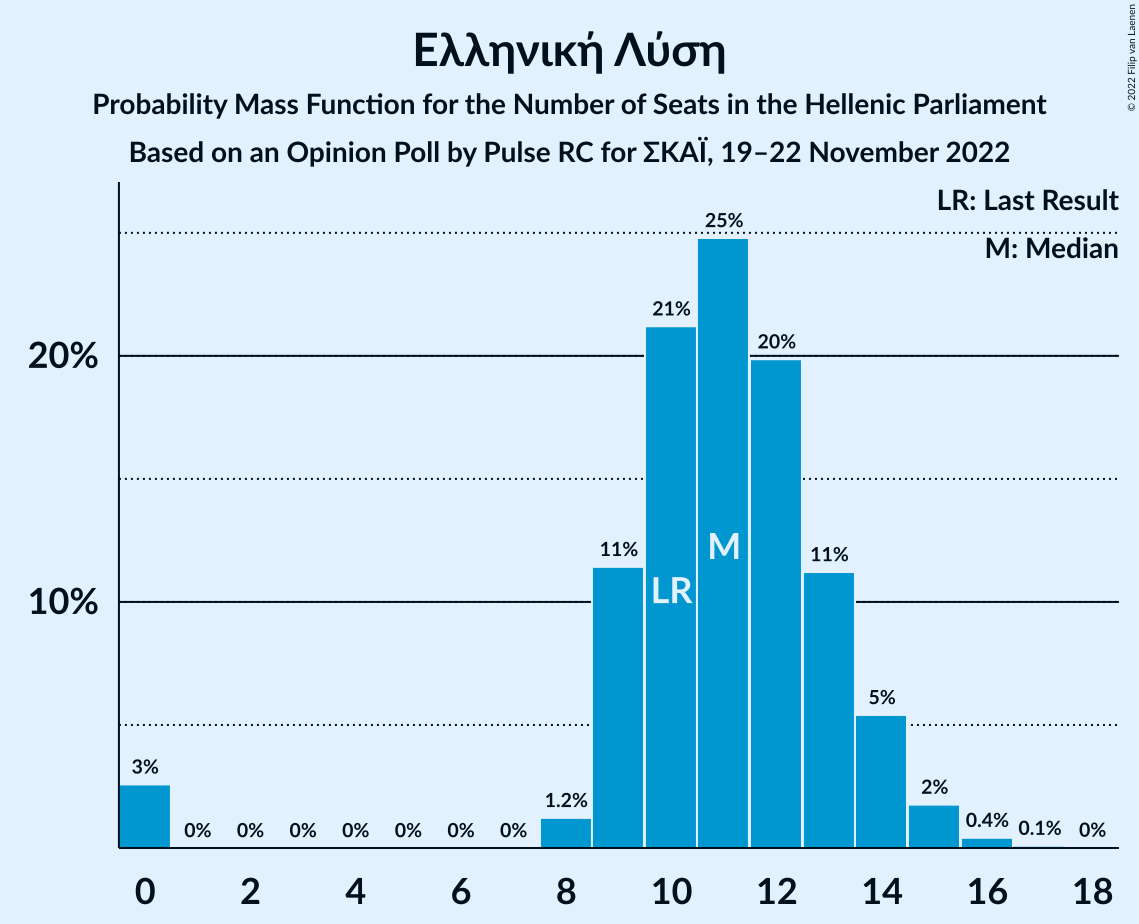 © 2022 Filip van Laenen
Ελληνική Λύση
Probability Mass Function for the Number of Seats in the Hellenic Parliament
Based on an Opinion Poll by Pulse RC for ΣΚΑΪ, 19–22 November 2022
LR: Last Result
M: Median
25%
21%
20%
20%
M
11%
11%
LR
10%
5%
3%
2%
1.2%
0% 0% 0% 0% 0% 0% 0% 0.4% 0.1% 0%
0 2 4 6 8 10 12 14 16 18